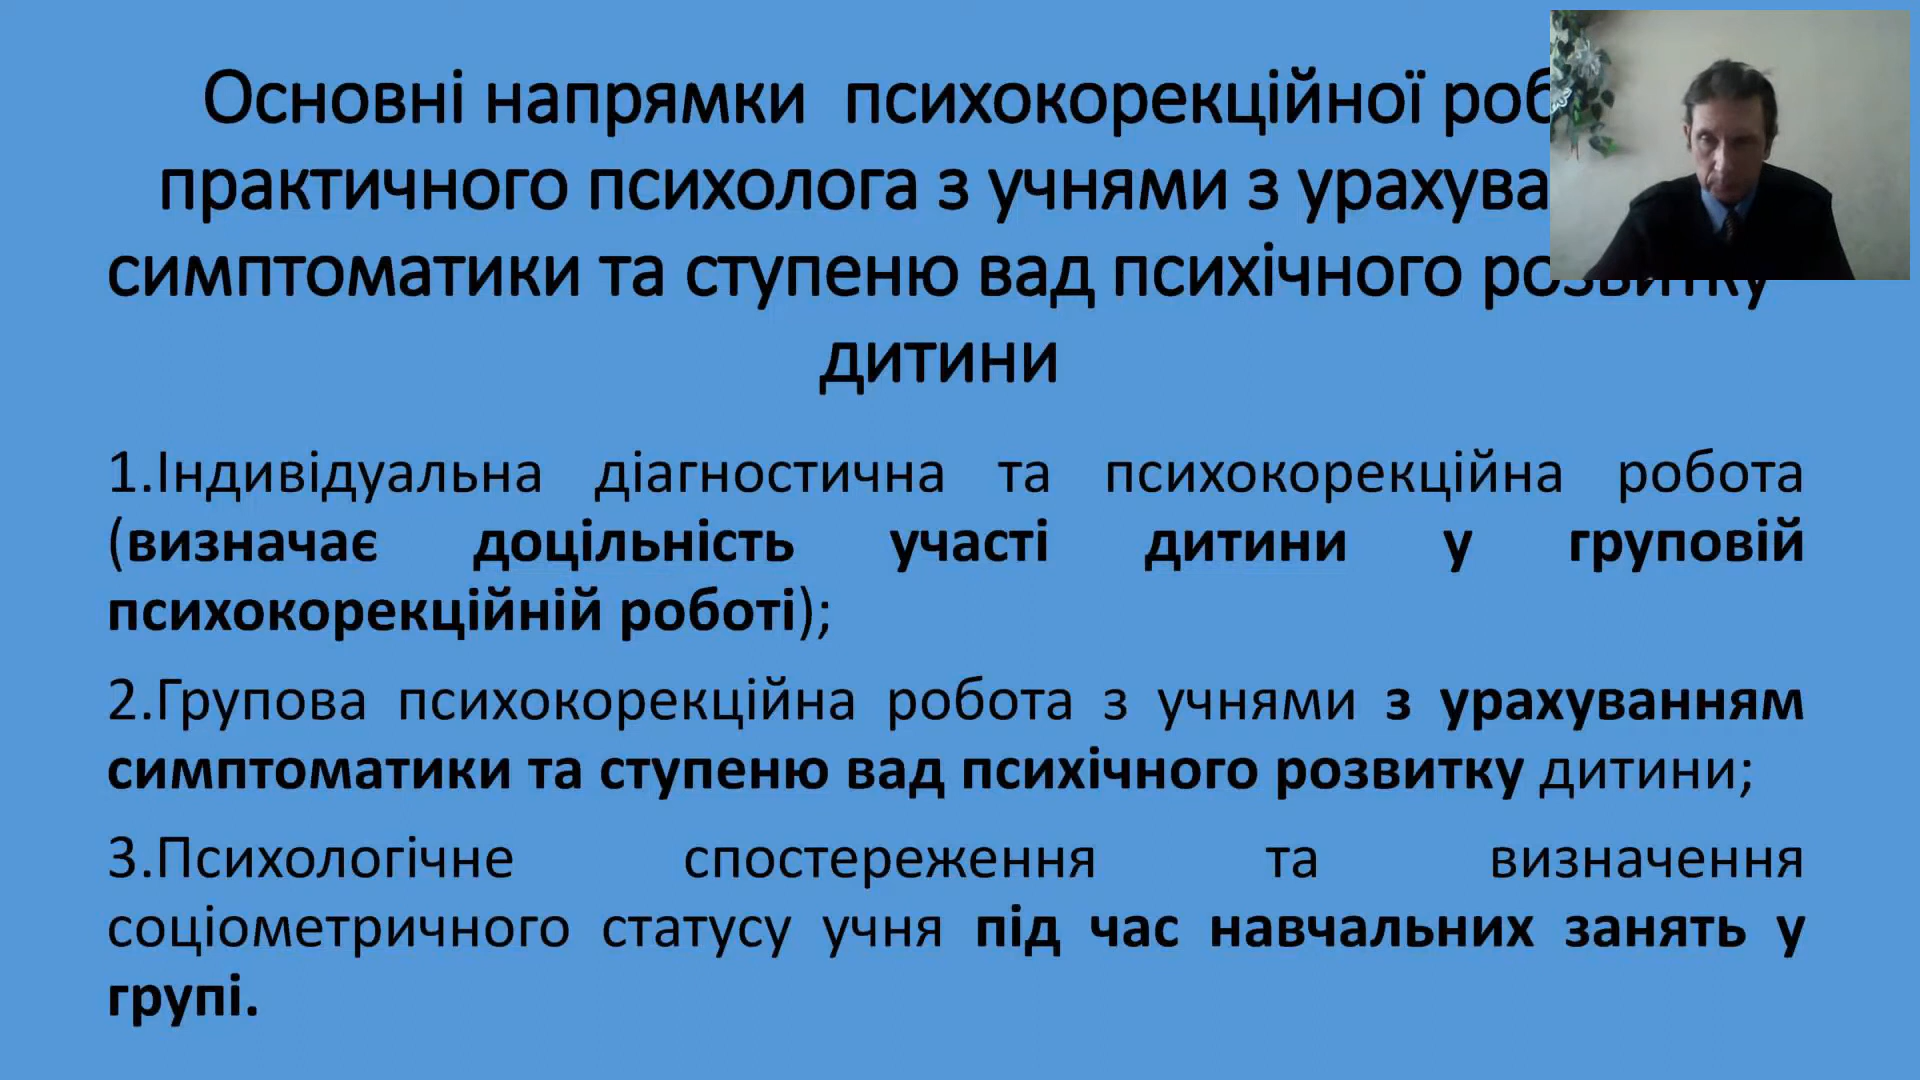 Основні напрямки психокорекційної
практичного психолога з учнями з
симптоматики та ступеню вад психічного розвитку
дитини
1.Індивідуальна діагностична та психокорекційна робота
(визначає доцільність участі дитини у груповій
психокорекційній роботі);
2.Групова психокорекційна робота з учнями з урахуванням
симптоматики та ступеню вад психічного розвитку дитини;
3.Психологічне спостереження та визначення
соціометричного статусу учня під час навчальних занять у
групі.